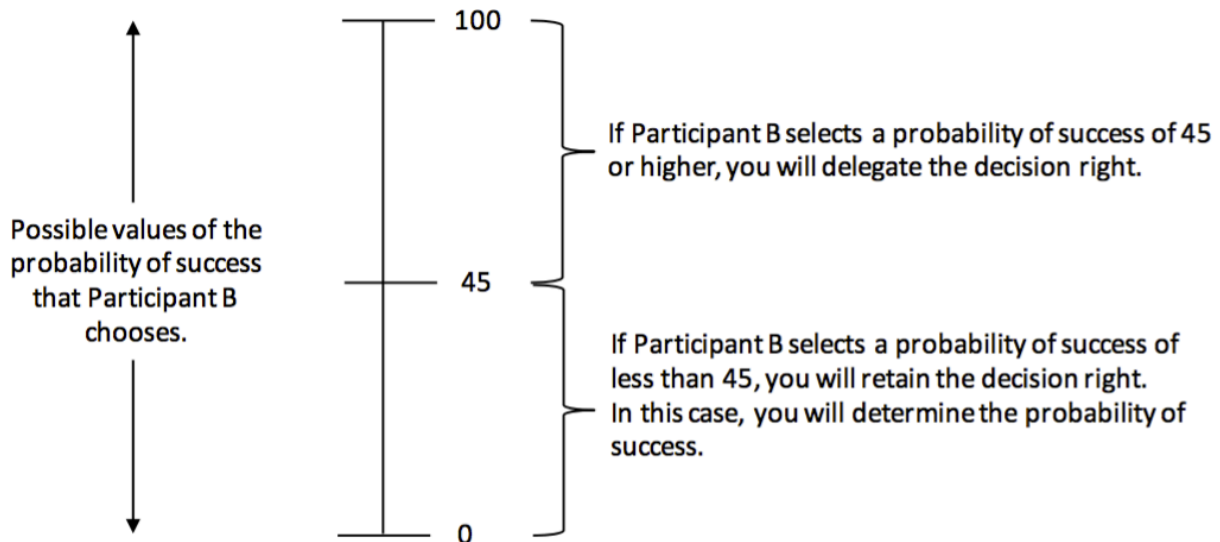 100
If Participant B selects a probability of success of 45
or higher, you will delegate the decision right.
Possible values of the
probability of success
that Participant B
chooses.
45
If Participant B selects a probability of success of
less than 45, you will retain the decision right.
In this case, you will determine the probability of
success.
0